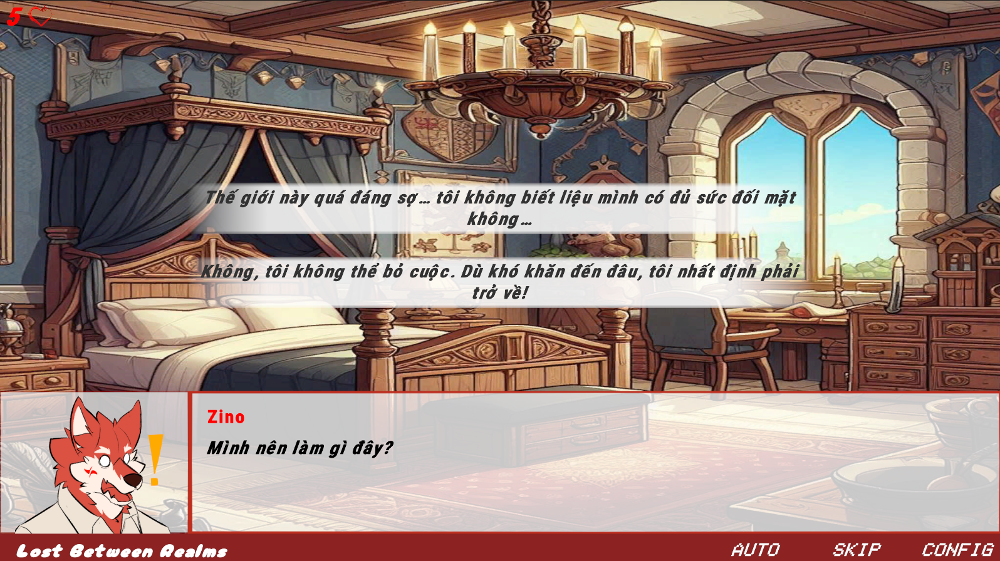 5
Thế giới này quá đáng sợ... tôi không biết liệu mình có đủ sức đối mặt
không...
Không, tôi không thể bỏ cuộc. Dù khó khăn đến đâu, tôi nhất định phải
trở về!
Zino
Mình nên làm gì đây?
!
Lost Between Realms
AUTO SKIP CONFIG